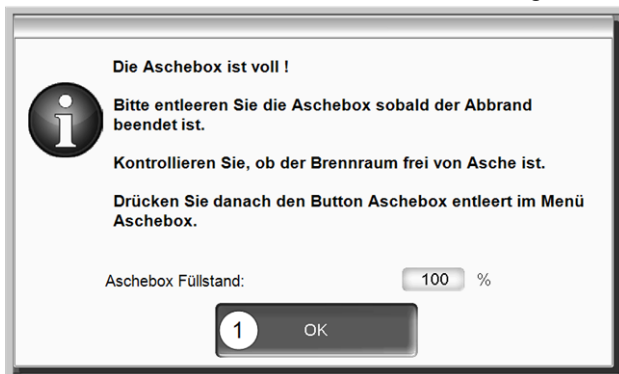 Die Aschebox ist voll !
Bitte entleeren Sie die Aschebox sobald der Abbrand
beendet ist.
Kontrollieren Sie, ob der Brennraum frei von Asche ist.
Drücken Sie danach den Button Aschebox entleert im Menü
Aschebox.
Aschebox Füllstand: 100 %
1 OK